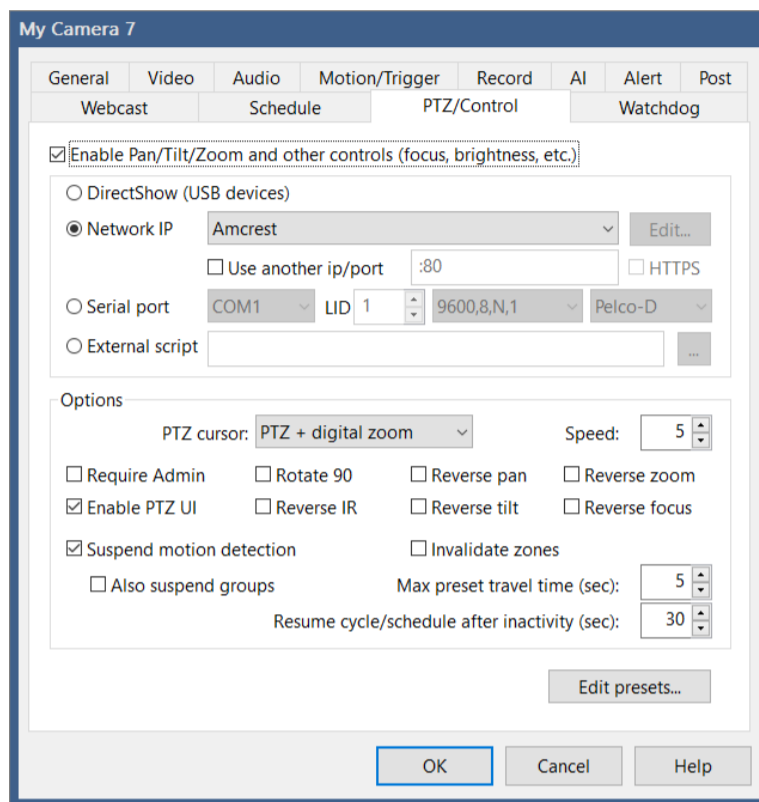 My Camera 7
General Video Audio Motion/Trigger Record AI Alert Post
Webcast Schedule PTZ/Control Watchdog
Enable Pan/Tilt/Zoom and other controls (focus, brightness, etc.)
DirectShow (USB devices)
Network IP Amcrest Edit...
Use another ip/port :80 HTTPS
Serial port COM1 LID 1 9600,8,N,1 Pelco-D
External script ...
Options
PTZ cursor: PTZ + digital zoom Speed: 5
Require Admin Rotate 90 Reverse pan Reverse zoom
Enable PTZ UI Reverse IR Reverse tilt Reverse focus
Suspend motion detection Invalidate zones
Also suspend groups Max preset travel time (sec): 5
Resume cycle/schedule after inactivity (sec): 30
Edit presets...
OK Cancel Help